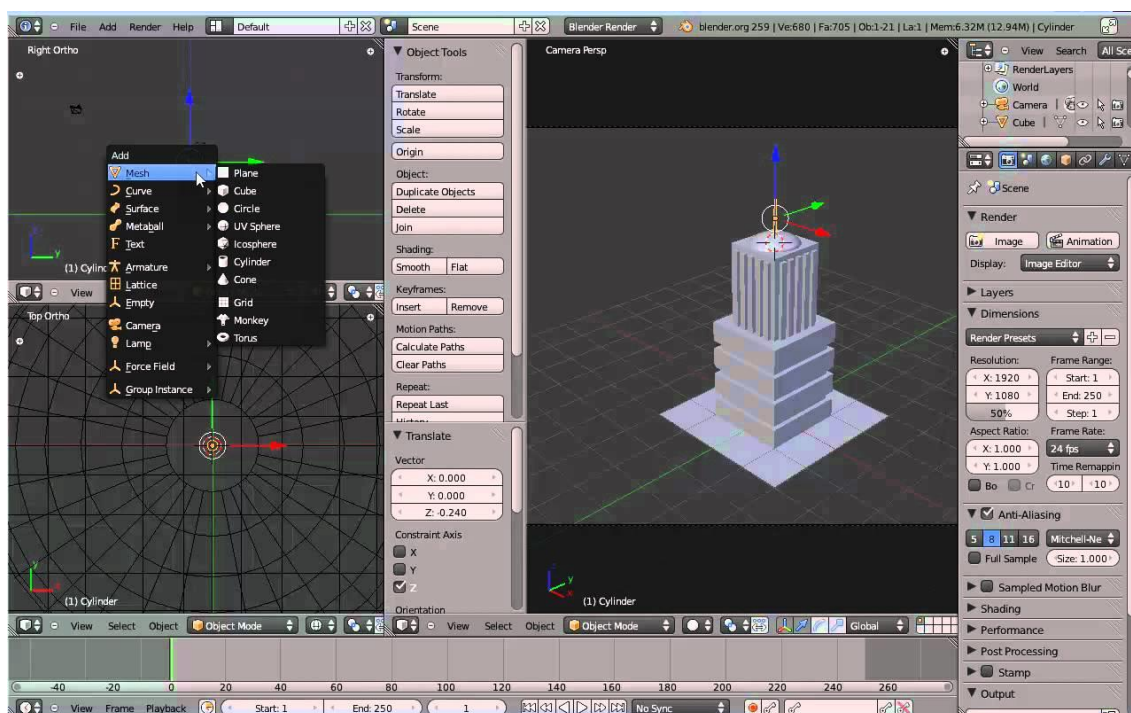 File Add Render Help Default Scene Blender Render blender.org 259 | Ve:680 | Fa:705 | Ob:1-21 | La:1 | Mem:6.32M (12.94M) | Cylinder
Right Ortho
Add
Mesh
Curve
Surface
Metaball
Text
Armature
Lattice
Empty
Camera
Lamp
Force Field
Group Instance
Plane
Cube
Circle
UV Sphere
Icosphere
Cylinder
Cone
Grid
Monkey
Torus
y
View
Top Ortho
y
(1) Cylinder
View Select Object Object Mode
Object Tools
Transform:
Translate
Rotate
Scale
Origin
Object:
Duplicate Objects
Delete
Join
Shading:
Smooth Flat
Keyframes:
Insert Remove
Motion Paths:
Calculate Paths
Clear Paths
Repeat:
Repeat Last
History
Translate
Vector
X: 0.000
Y: 0.000
Z: -0.240
Constraint Axis
X
Y
Z
Orientation
Camera Persp
y
(1) Cylinder
View Select Object Object Mode Global
View Search All Sce
RenderLayers
World
Camera
Cube
Scene
Render
Image Animation
Display: Image Editor
Layers
Dimensions
Render Presets
Resolution: Frame Range:
X: 1920 Start: 1
Y: 1080 End: 250
50% Step: 1
Aspect Ratio: Frame Rate:
X: 1.000 24 fps
Y: 1.000 Time Remappin
Bo Cr 10 10
Anti-Aliasing
5 8 11 16 Mitchell-Ne
Full Sample Size: 1.000
Sampled Motion Blur
Shading
Performance
Post Processing
Stamp
Output
-40 -20 0 20 40 60 80 100 120 140 160 180 200 220 240 260
View Frame Playback Start: 1 End: 250 1 No Sync